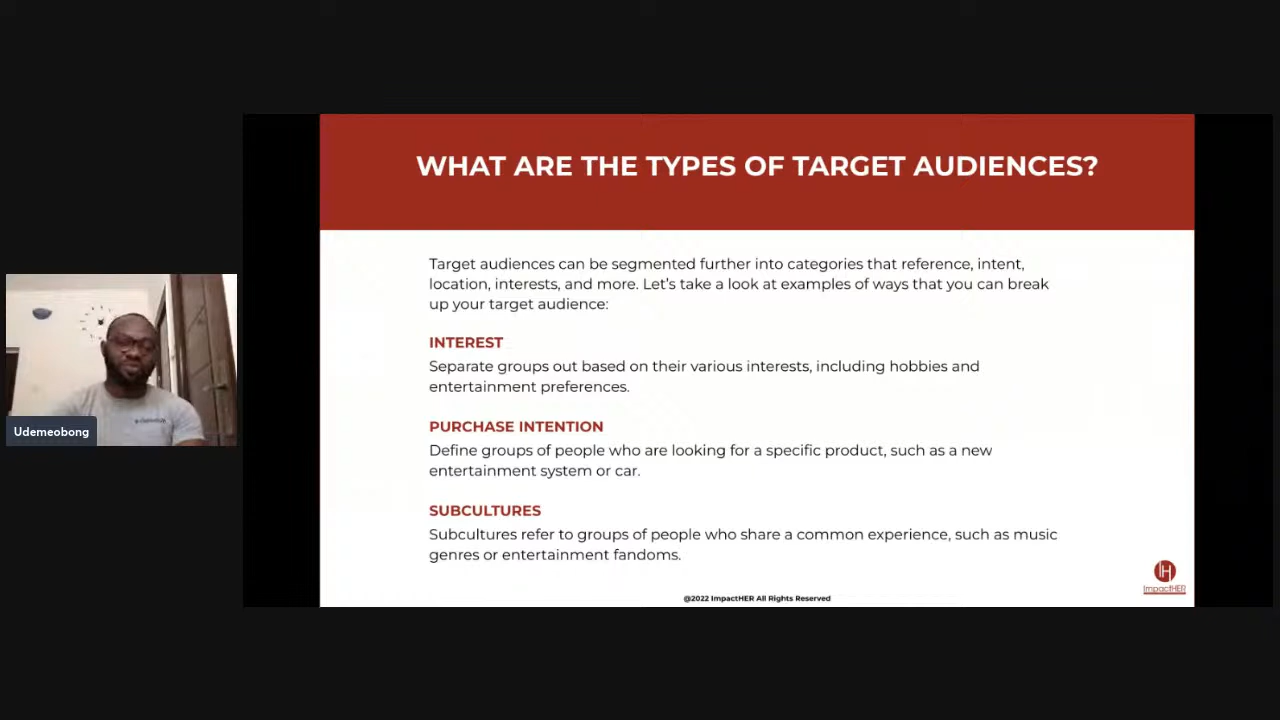 WHAT ARE THE TYPES OF TARGET AUDIENCES?
Target audiences can be segmented further into categories that reference, intent,
location, interests, and more. Let's take a look at examples of ways that you can break
up your target audience:
INTEREST
Separate groups out based on their various interests, including hobbies and
entertainment preferences.
PURCHASE INTENTION
Define groups of people who are looking for a specific product, such as a new
entertainment system or car.
SUBCULTURES
Subcultures refer to groups of people who share a common experience, such as music
genres or entertainment fandoms.
@2022 ImpactHER All Rights Reserved
IH
ImpactHER
Udemeobong